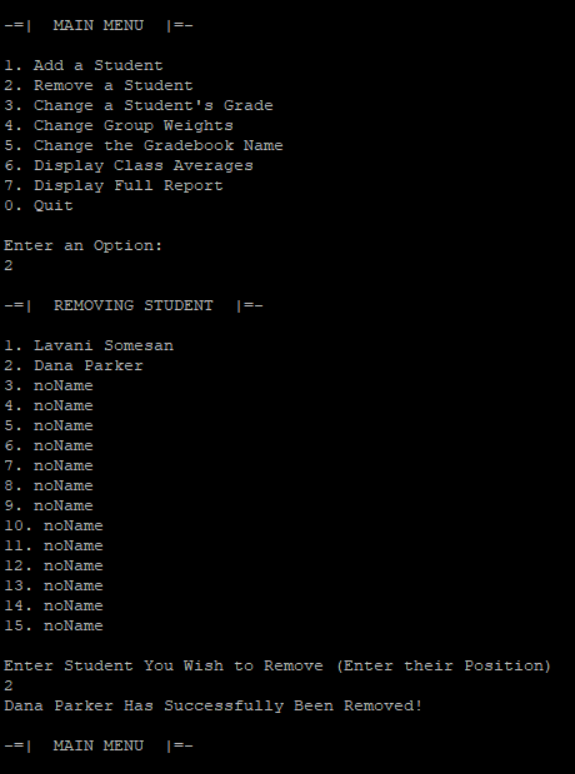 -=|  MAIN MENU  |=-
1. Add a Student
2. Remove a Student
3. Change a Student's Grade
4. Change Group Weights
5. Change the Gradebook Name
6. Display Class Averages
7. Display Full Report
0. Quit
Enter an Option:
2
-=|  REMOVING STUDENT  |=-
1. Lavani Somesan
2. Dana Parker
3. noName
4. noName
5. noName
6. noName
7. noName
8. noName
9. noName
10. noName
11. noName
12. noName
13. noName
14. noName
15. noName
Enter Student You Wish to Remove (Enter their Position)
2
Dana Parker Has Successfully Been Removed!
-=|  MAIN MENU  |=-